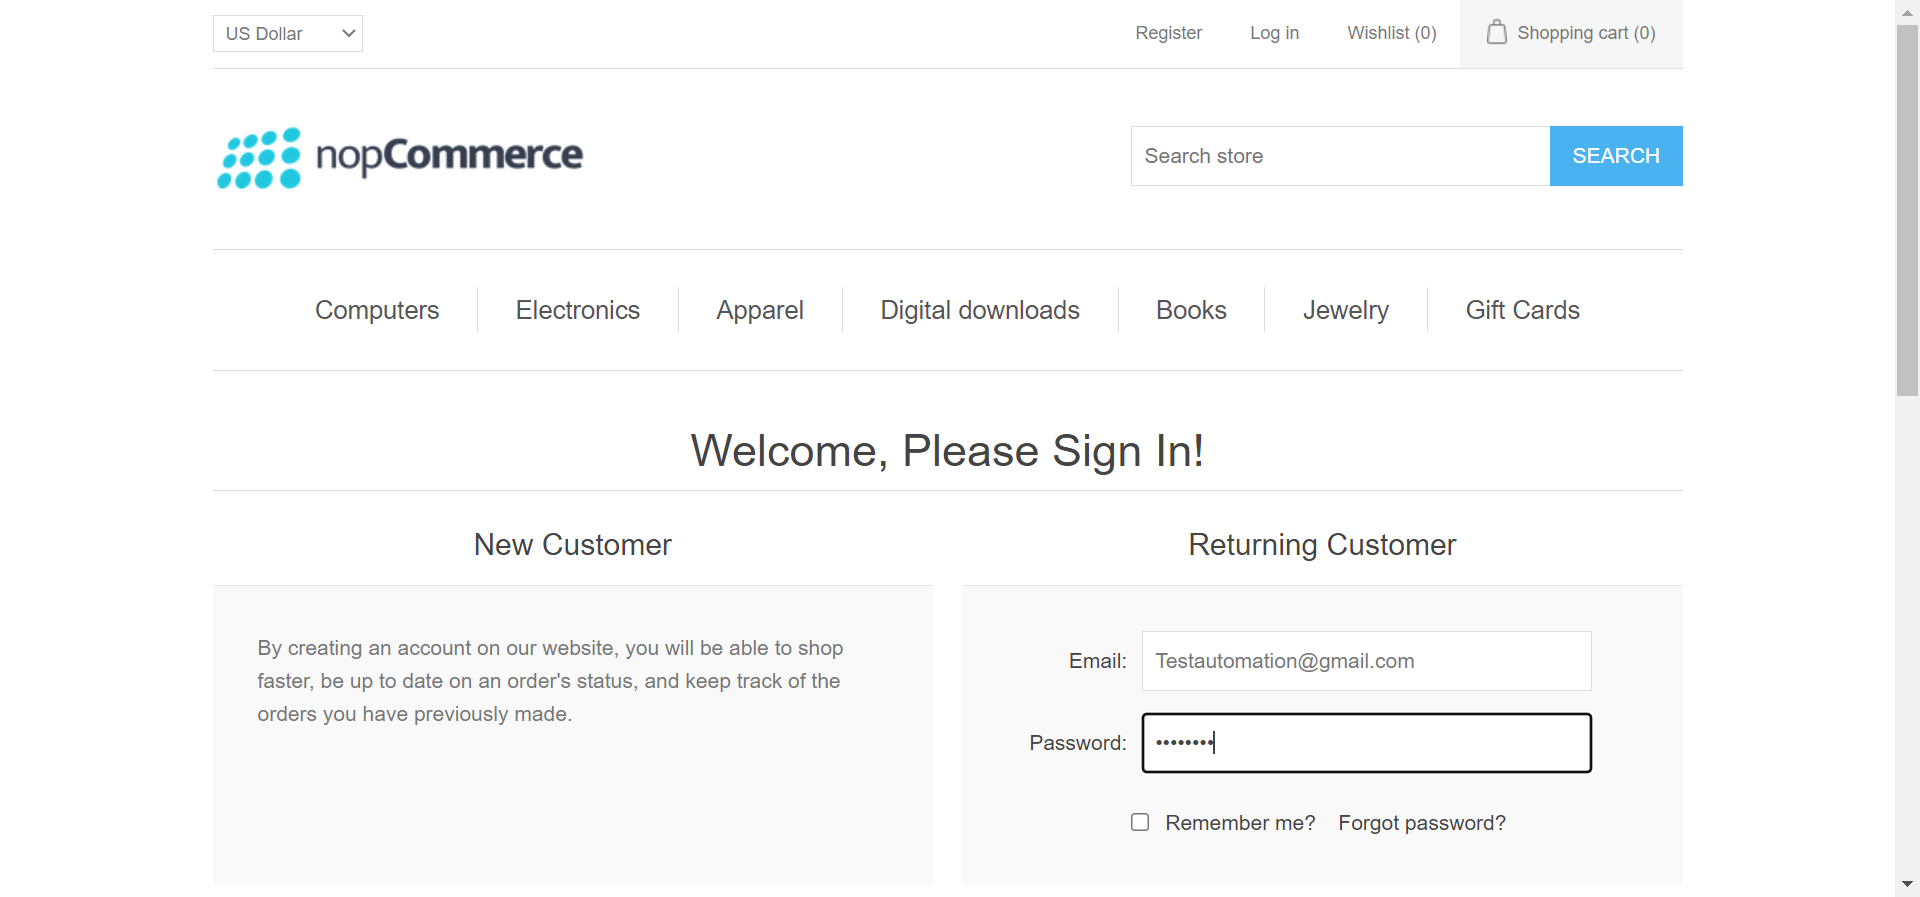 US Dollar
Register
Log in
Wishlist (0)
Shopping cart (0)
nopCommerce
Search store
SEARCH
Computers
Electronics
Apparel
Digital downloads
Books
Jewelry
Gift Cards
Welcome, Please Sign In!
New Customer
By creating an account on our website, you will be able to shop
faster, be up to date on an order's status, and keep track of the
orders you have previously made.
Returning Customer
Email:
Testautomation@gmail.com
Password:
••••••••
Remember me?
Forgot password?